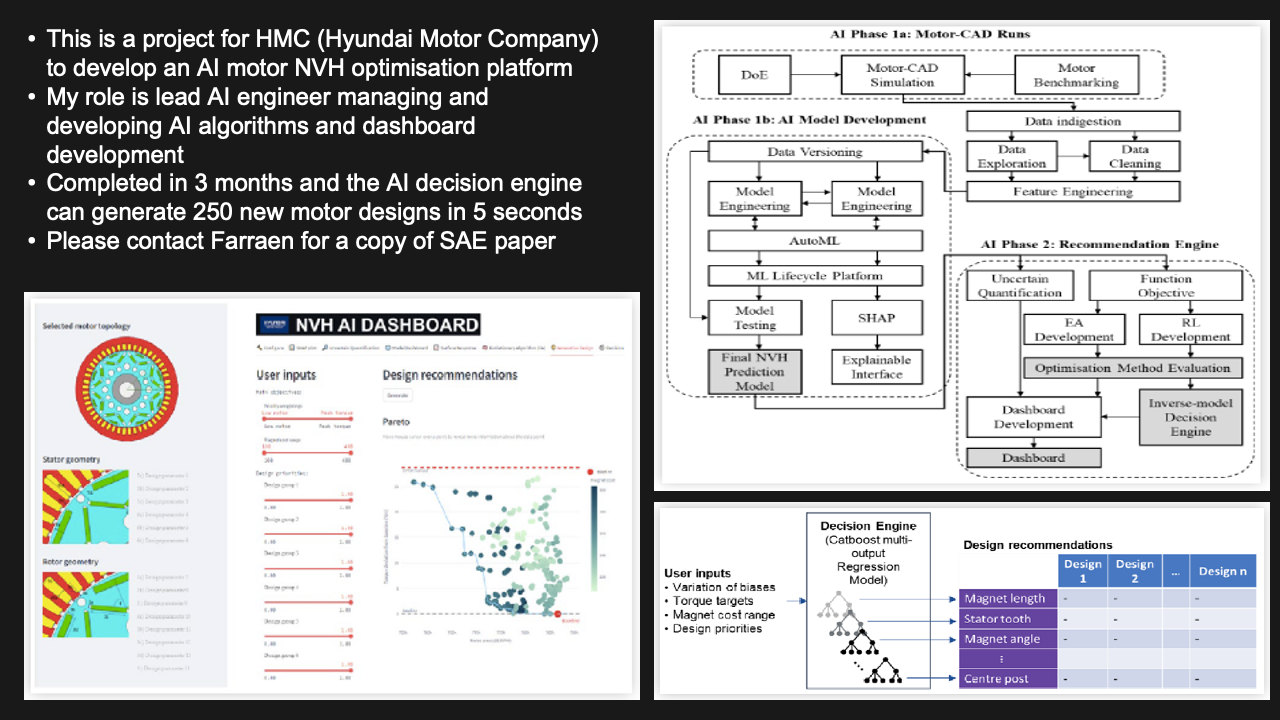 • This is a project for HMC (Hyundai Motor Company)
to develop an AI motor NVH optimisation platform
• My role is lead AI engineer managing and
developing AI algorithms and dashboard
development
• Completed in 3 months and the AI decision engine
can generate 250 new motor designs in 5 seconds
• Please contact Farraen for a copy of SAE paper
AI Phase 1a: Motor-CAD Runs
DoE
Motor-CAD
Simulation
Motor
Benchmarking
AI Phase 1b: AI Model Development
Data indigestion
Data
Exploration
Data
Cleaning
Feature Engineering
Data Versioning
Model
Engineering
Model
Engineering
AutoML
ML Lifecycle Platform
Model
Testing
SHAP
Final NVH
Prediction
Model
Explainable
Interface
AI Phase 2: Recommendation Engine
Uncertain
Quantification
Function
Objective
EA
Development
RL
Development
Optimisation Method Evaluation
Dashboard
Development
Inverse-model
Decision
Engine
Dashboard
NVH AI DASHBOARD
Selected motor topology
Stator geometry
Rotor geometry
User inputs
Design priorities:
Design group 1
Design group 2
Design group 3
Design group 4
Design group 5
Design group 6
Design recommendations
Generate
Pareto
User inputs
• Variation of biases
• Torque targets
• Magnet cost range
• Design priorities
Decision Engine
(Catboost multi-
output
Regression
Model)
Design recommendations
Design
1
Design
2
...
Design n
Magnet length - - -
Stator tooth - - -
Magnet angle - - -
⋮
Centre post - - -